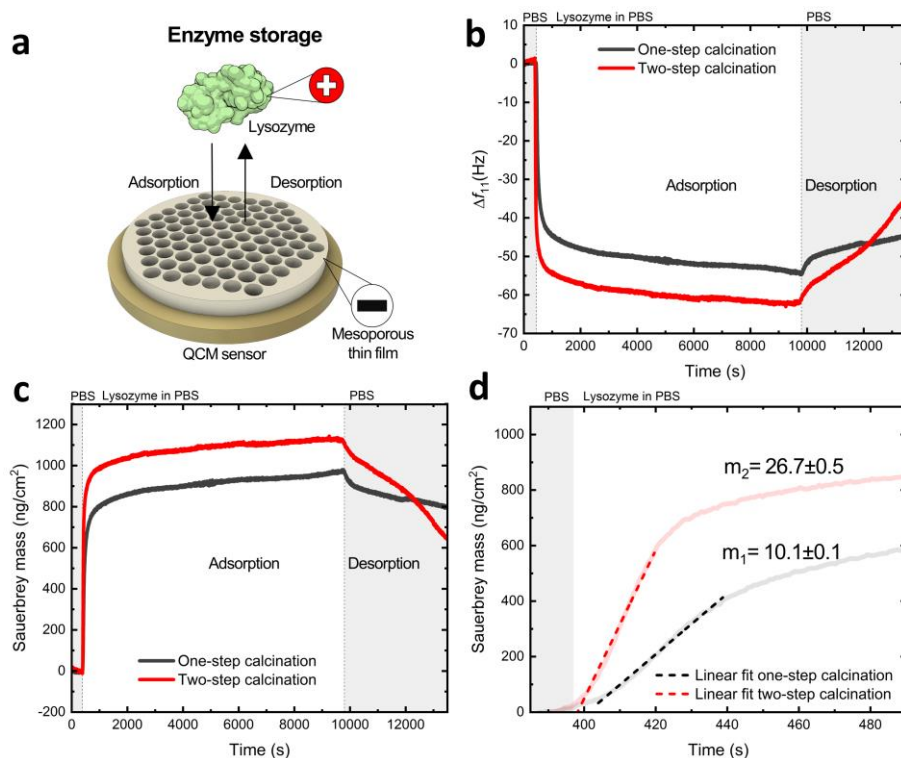 a
Enzyme storage
Lysozyme
Adsorption
Desorption
Mesoporous
thin film
QCM sensor
b
PBS
Lysozyme in PBS
PBS
One-step calcination
Two-step calcination
Adsorption
Desorption
Δf11(Hz)
10
0
-10
-20
-30
-40
-50
-60
-70
0 2000 4000 6000 8000 10000 12000
Time (s)
c
PBS
Lysozyme in PBS
PBS
Sauerbrey mass (ng/cm²)
1200
1000
800
600
400
200
0
-200
Adsorption
Desorption
One-step calcination
Two-step calcination
0 2000 4000 6000 8000 10000 12000
Time (s)
d
PBS
Lysozyme in PBS
Sauerbrey mass (ng/cm²)
1000
800
600
400
200
0
m2= 26.7±0.5
m1= 10.1±0.1
Linear fit one-step calcination
Linear fit two-step calcination
400 420 440 460 480
Time (s)